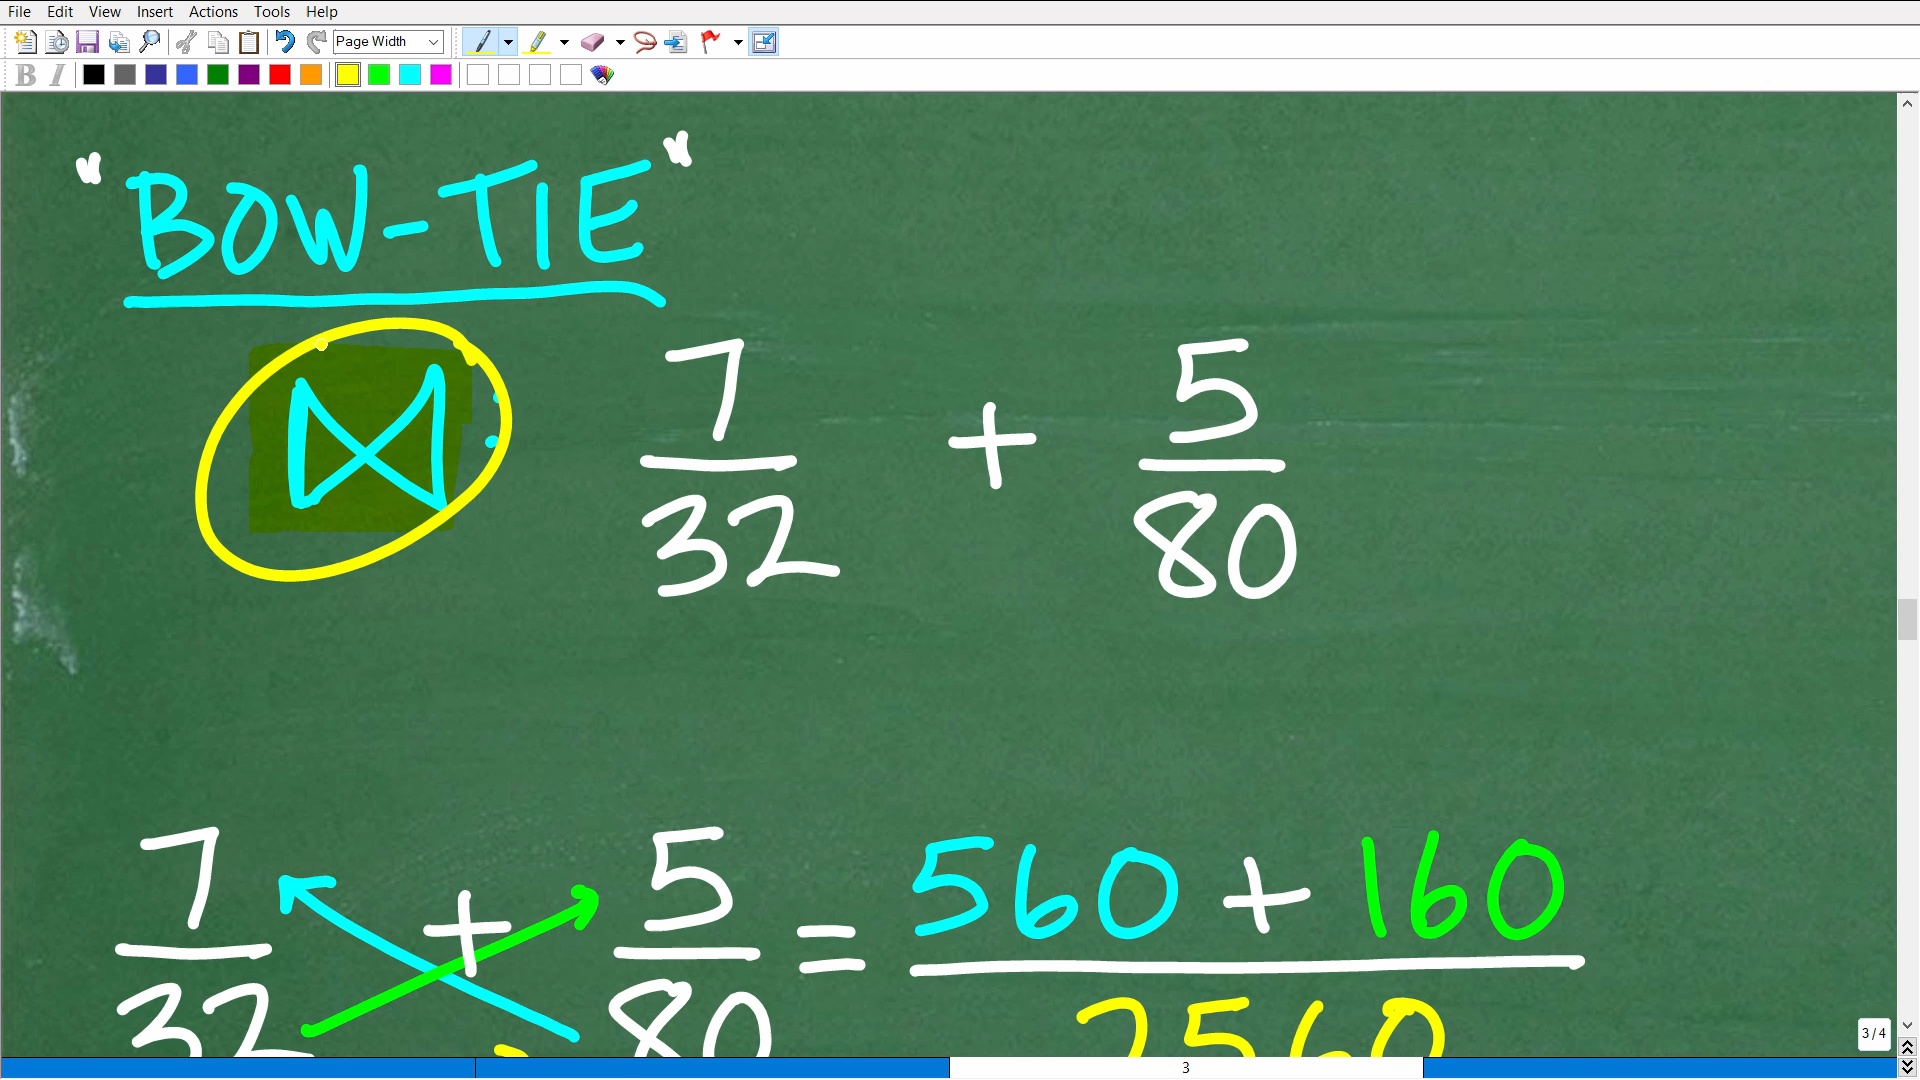 File Edit View Insert Actions Tools Help
Page Width
B I
"BOW-TIE"
7/32 + 5/80
7/32 + 5/80 = 560 + 160 / 2560
3 / 4
3